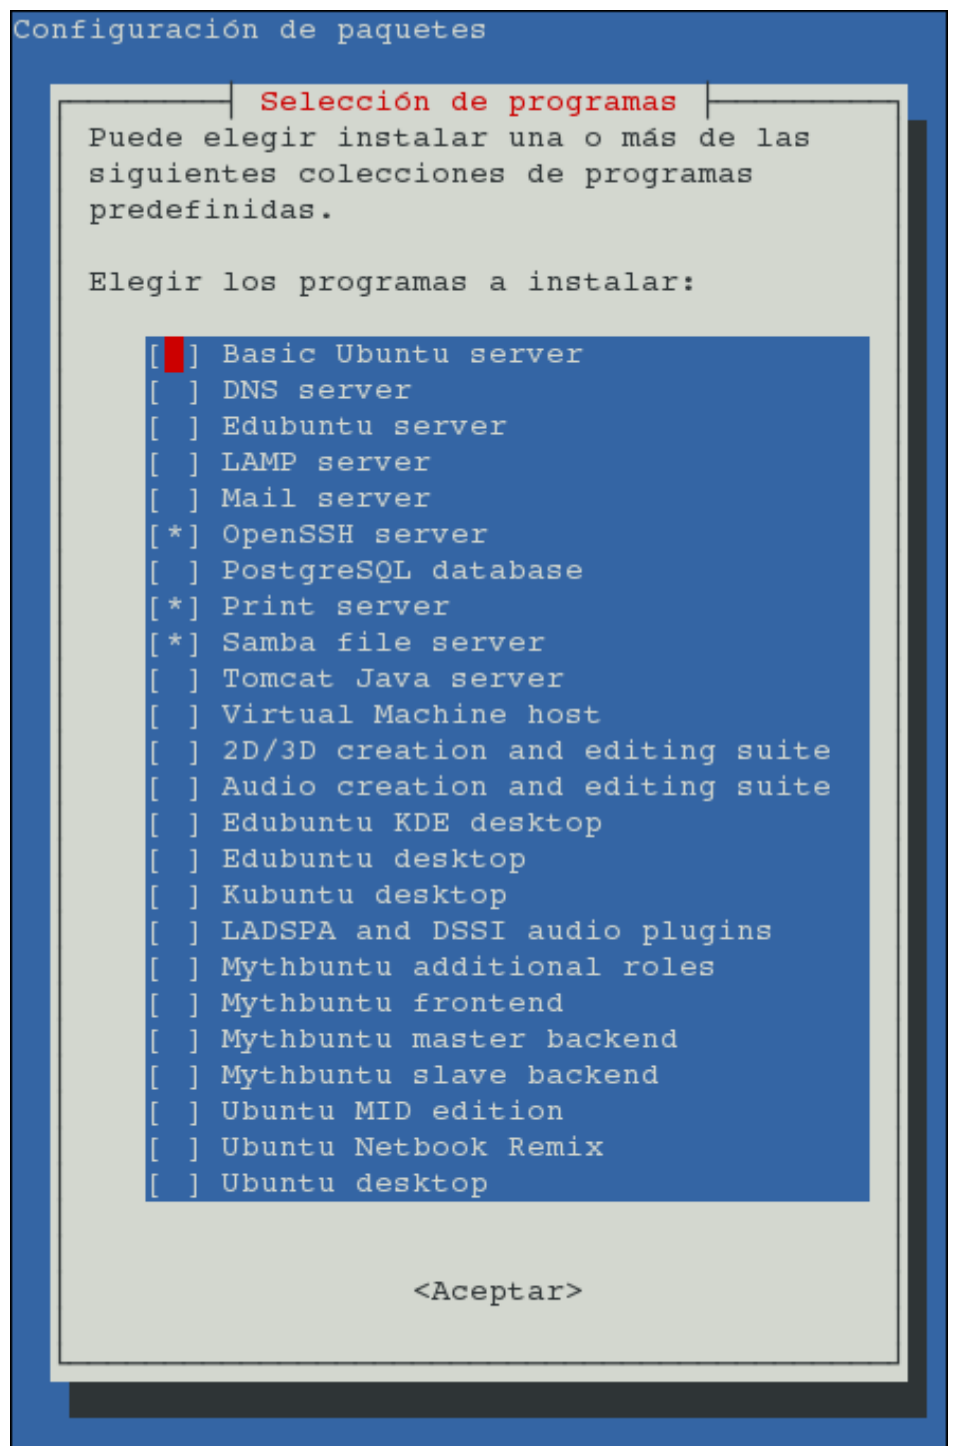 Configuración de paquetes
Selección de programas
Puede elegir instalar una o más de las
siguientes colecciones de programas
predefinidas.
Elegir los programas a instalar:
[ ] Basic Ubuntu server
[ ] DNS server
[ ] Edubuntu server
[ ] LAMP server
[ ] Mail server
[*] OpenSSH server
[ ] PostgreSQL database
[*] Print server
[*] Samba file server
[ ] Tomcat Java server
[ ] Virtual Machine host
[ ] 2D/3D creation and editing suite
[ ] Audio creation and editing suite
[ ] Edubuntu KDE desktop
[ ] Edubuntu desktop
[ ] Kubuntu desktop
[ ] LADSPA and DSSI audio plugins
[ ] Mythbuntu additional roles
[ ] Mythbuntu frontend
[ ] Mythbuntu master backend
[ ] Mythbuntu slave backend
[ ] Ubuntu MID edition
[ ] Ubuntu Netbook Remix
[ ] Ubuntu desktop
<Aceptar>